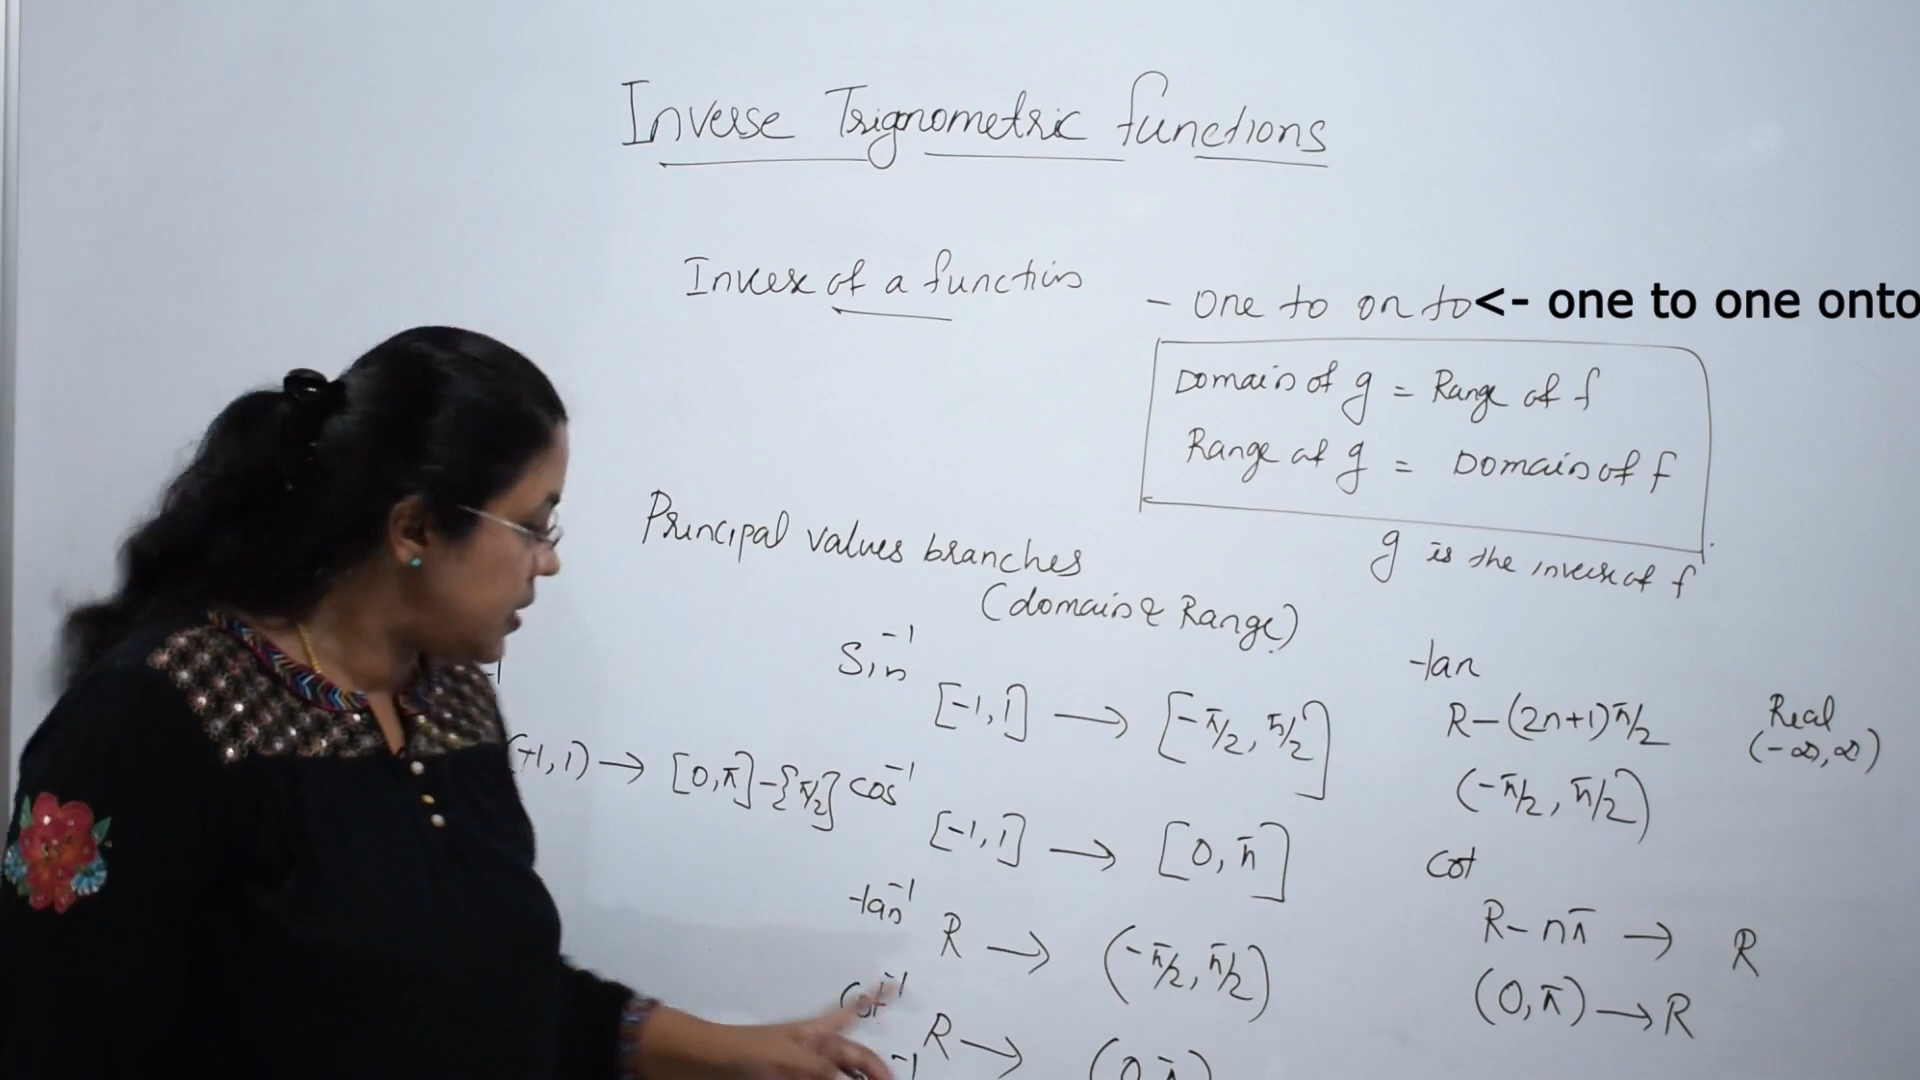 Inverse Trignometric functions
Inverse of a function
- one to on to<- one to one onto
Domain of g = Range of f
Range of g = Domain of f
g is the inverse of f
Principal values branches
(domain & Range)
Sin⁻¹
[-1,1] → [-π/2, π/2]
cos⁻¹
[-1,1] → [0,π]
tan⁻¹
R → (-π/2, π/2)
Cot⁻¹
R →
-1
→ [0,π]-{π/2}
tan
R-(2n+1)π/2 Real
(-π/2, π/2) (-∞,∞)
Cot
R-nπ → R
(0,π) → R